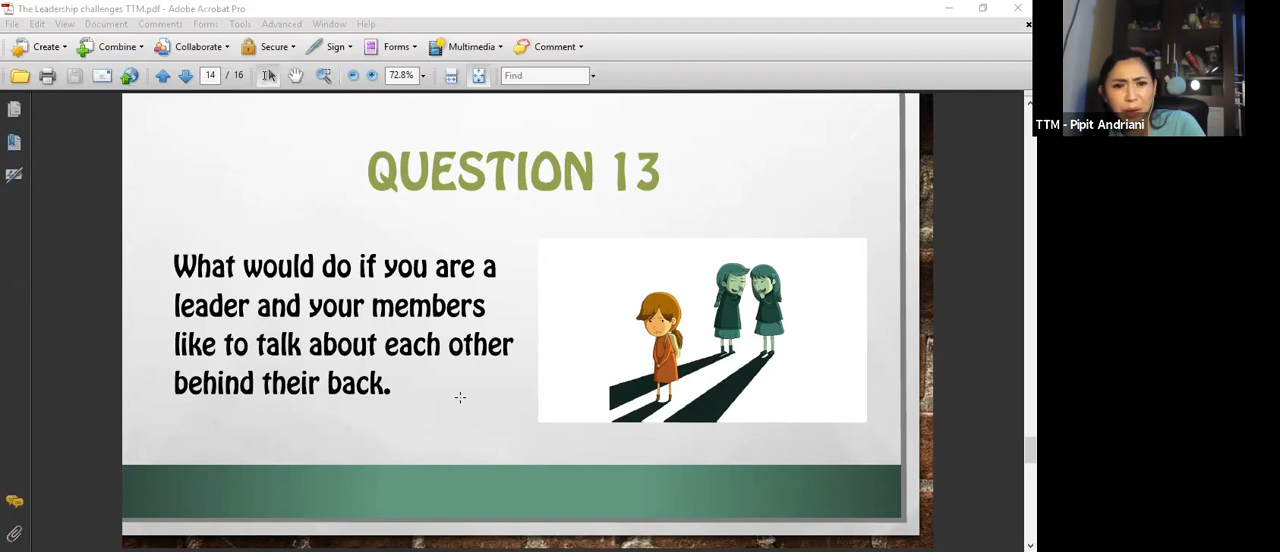 The Leadership challenges TTM.pdf - Adobe Acrobat Pro
File Edit View Document Comments Forms Tools Advanced Window Help
Create Combine Collaborate Secure Sign Forms Multimedia Comment
14 / 16 72.8% Find
TTM - Pipit Andriani
QUESTION 13
What would do if you are a
leader and your members
like to talk about each other
behind their back.